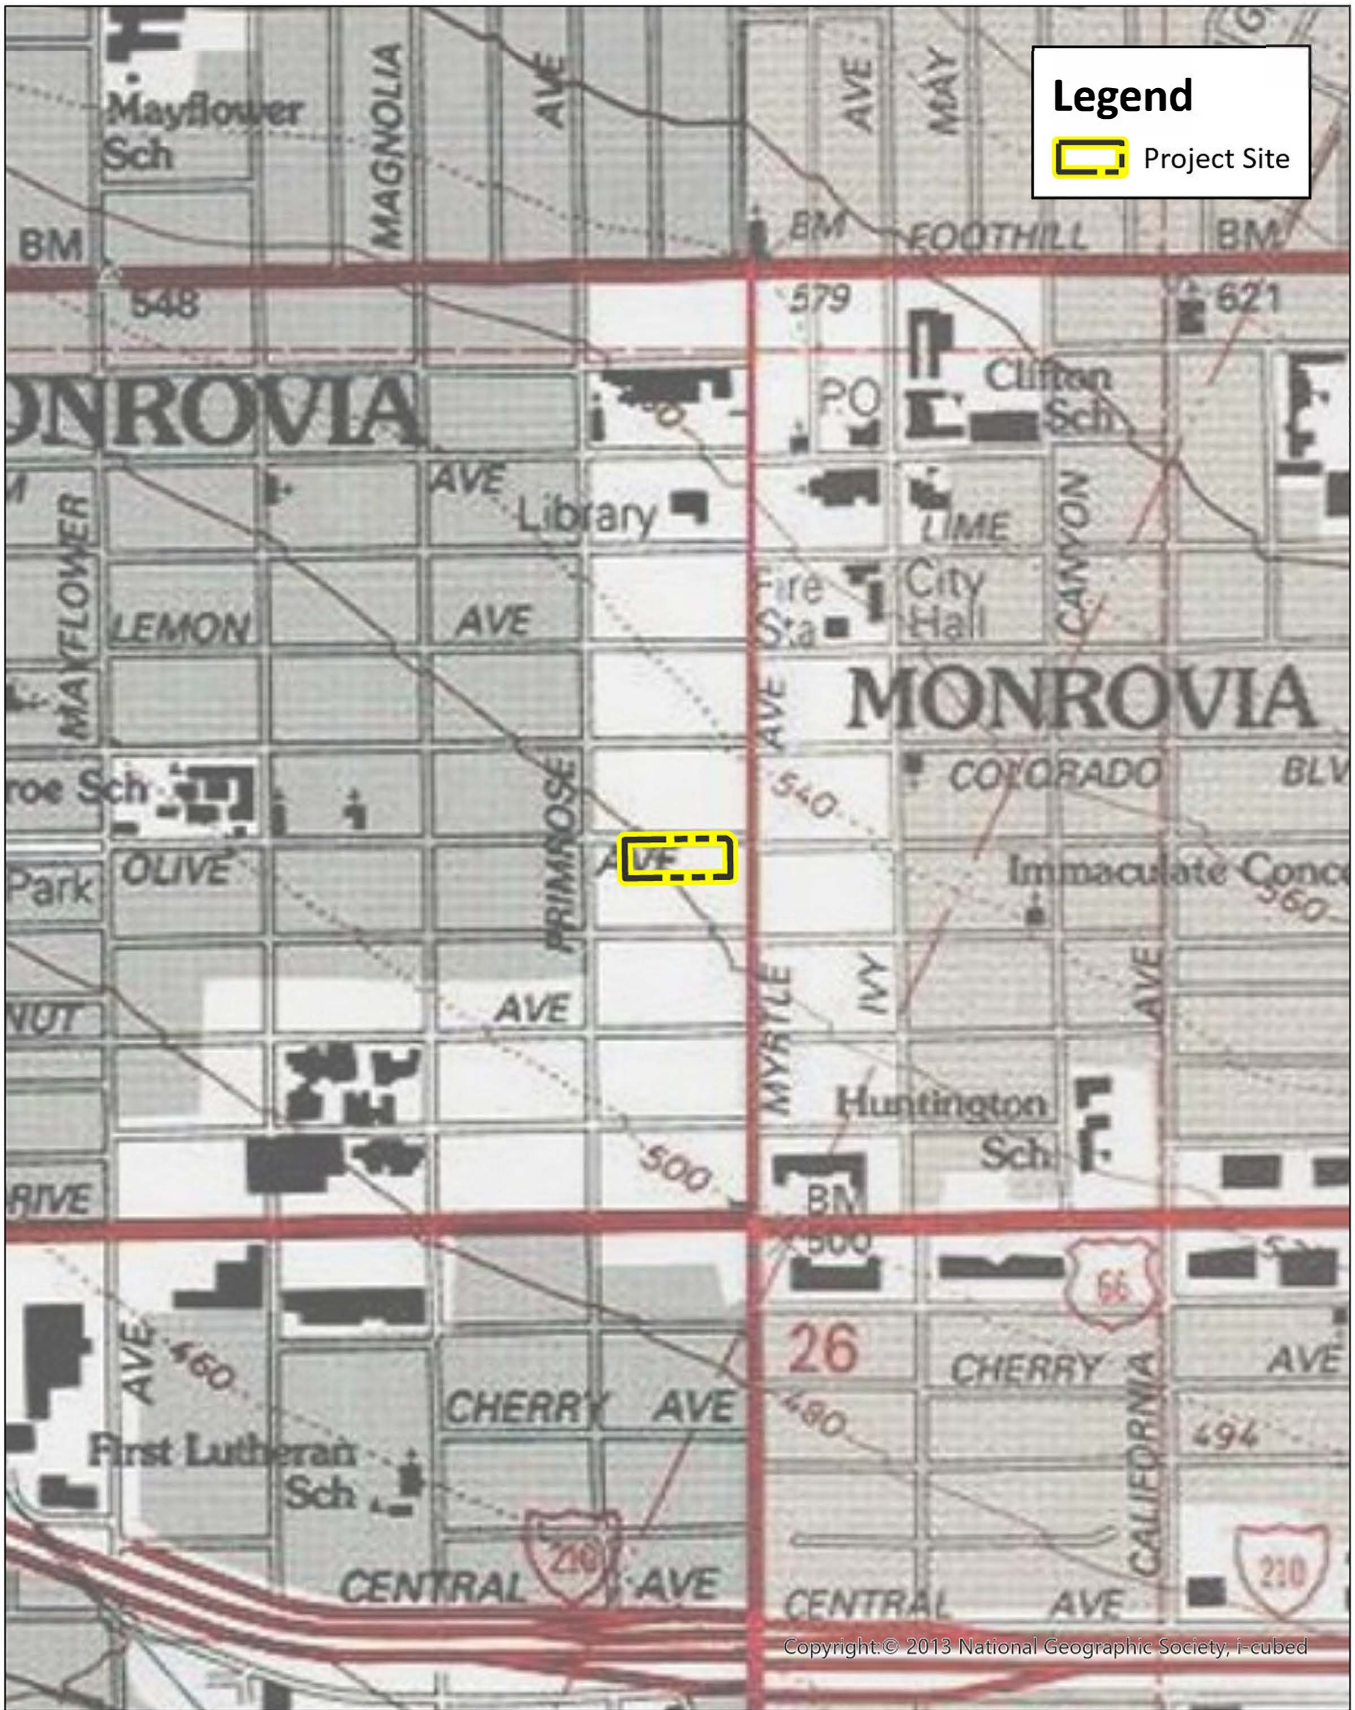 Legend
Project Site
Mayflower
Sch
MAGNOLIA
AVE
AVE
MAY
BM
BM
FOOTHILL
BM
548
579
621
ONROVIA
PO
Clifton
Sch
AVE
Library
LIME
MAYFLOWER
CANYON
Fire
Sta
City
Hall
LEMON
AVE
AVE
MONROVIA
roe Sch
PRIMROSE
540
COLORADO
BLV
OLIVE
AVE
Park
Immaculate Conce
560
NUT
AVE
MYRTLE
IVY
AVE
Huntington
Sch
500
RIVE
BM
500
66
AVE
460
26
CHERRY
AVE
CHERRY
AVE
480
494
CALIFORNIA
First Lutheran
Sch
210
210
CENTRAL
AVE
CENTRAL
AVE
Copyright:© 2013 National Geographic Society, i-cubed